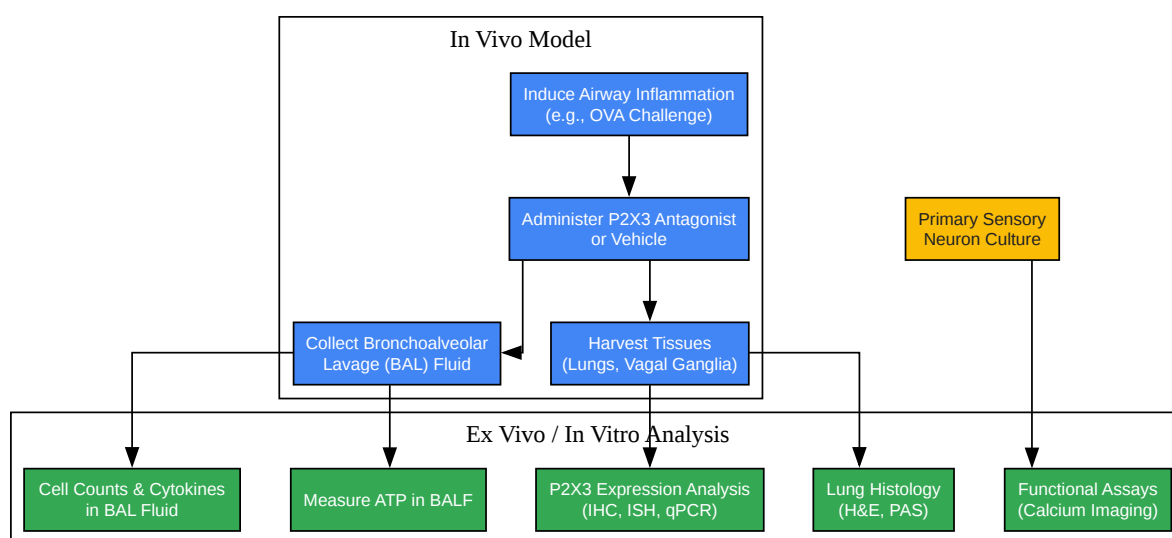 In Vivo Model
Induce Airway Inflammation
(e.g., OVA Challenge)
Administer P2X3 Antagonist
or Vehicle
Primary Sensory
Neuron Culture
Collect Bronchoalveolar
Lavage (BAL) Fluid
Harvest Tissues
(Lungs, Vagal Ganglia)
Ex Vivo / In Vitro Analysis
Cell Counts & Cytokines
in BAL Fluid
Measure ATP in BALF
P2X3 Expression Analysis
(IHC, ISH, qPCR)
Lung Histology
(H&E, PAS)
Functional Assays
(Calcium Imaging)